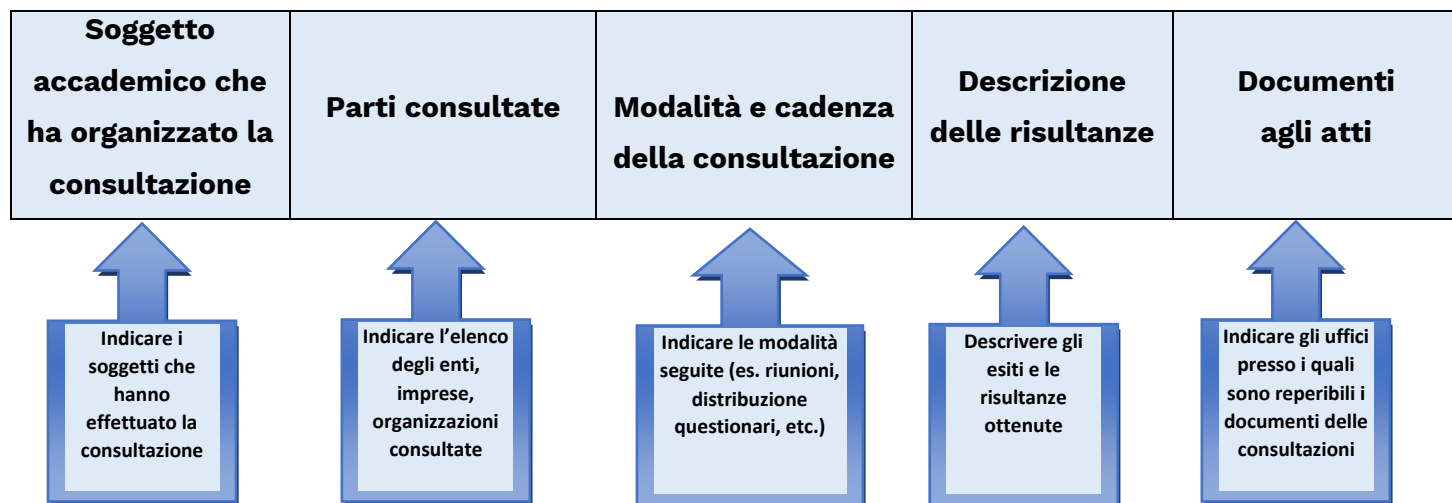 Soggetto
accademico che
ha organizzato la
consultazione
Parti consultate
Modalità e cadenza
della consultazione
Descrizione
delle risultanze
Documenti
agli atti
Indicare i
soggetti che
hanno
effettuato la
consultazione
Indicare l’elenco
degli enti,
imprese,
organizzazioni
consultate
Indicare le modalità
seguite (es. riunioni,
distribuzione
questionari, etc.)
Descrivere gli
esiti e le
risultanze
ottenute
Indicare gli uffici
presso i quali
sono reperibili i
documenti delle
consultazioni